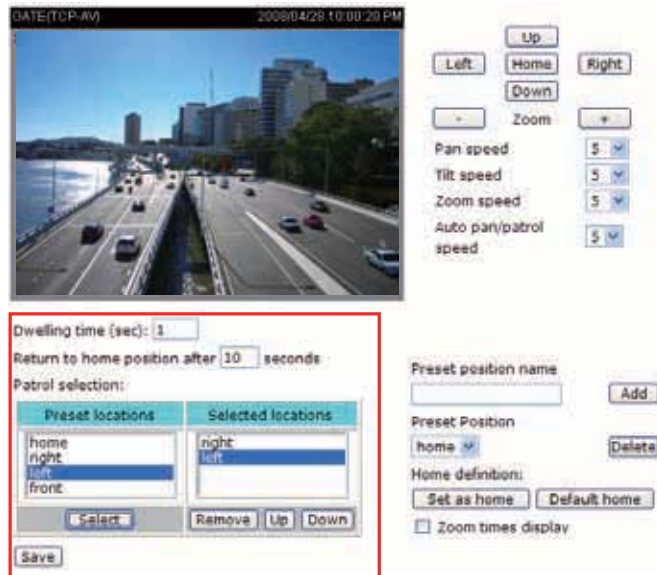 GATE(TCP-AV) 2008/04/28 10:00:20 PM
Up
Left Home Right
Down
- Zoom +
Pan speed 5
Tilt speed 5
Zoom speed 5
Auto pan/patrol speed 5
Dwelling time (sec): 1
Return to home position after 10 seconds
Patrol selection:
Preset locations Selected locations
home
right
left
front
right
left
Select Remove Up Down
Save
Preset position name
Add
Preset Position
home Delete
Home definition:
Set as home Default home
Zoom times display